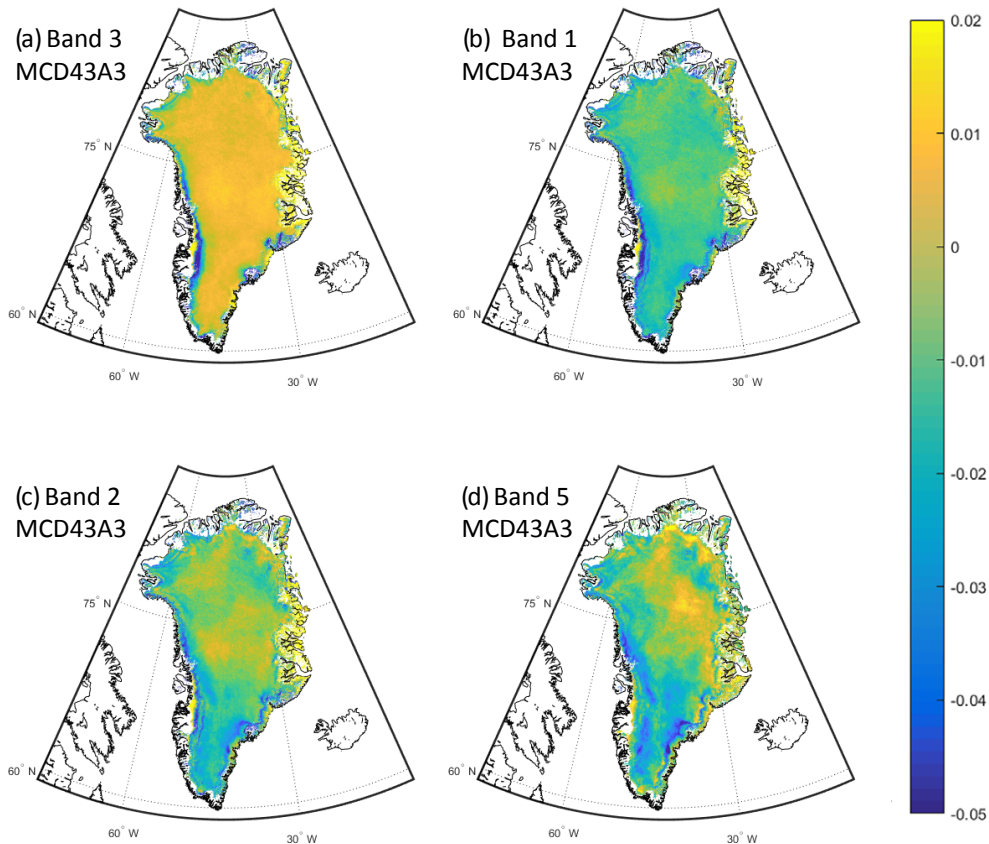 (a) Band 3
MCD43A3
75° N
60° N
60° W
30° W
(b) Band 1
MCD43A3
75° N
60° N
60° W
30° W
(c) Band 2
MCD43A3
75° N
60° N
60° W
30° W
(d) Band 5
MCD43A3
75° N
60° N
60° W
30° W
0.02
0.01
0
-0.01
-0.02
-0.03
-0.04
-0.05